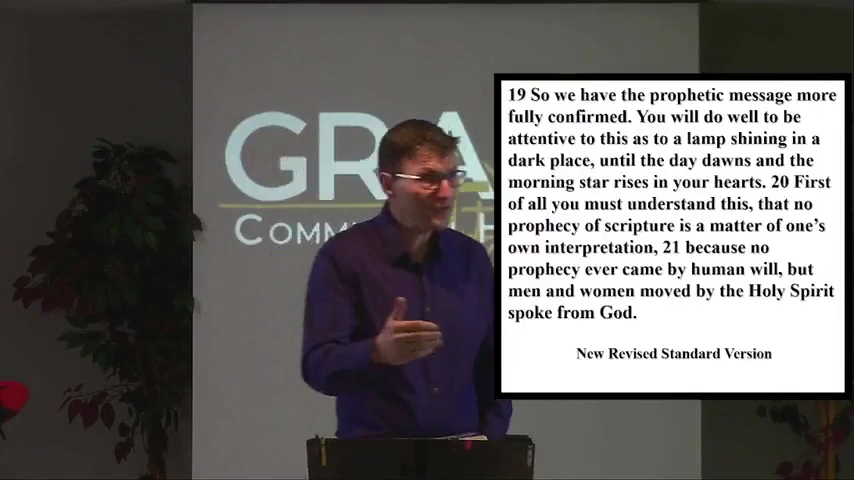 GRA
COMM
19 So we have the prophetic message more
fully confirmed. You will do well to be
attentive to this as to a lamp shining in a
dark place, until the day dawns and the
morning star rises in your hearts. 20 First
of all you must understand this, that no
prophecy of scripture is a matter of one’s
own interpretation, 21 because no
prophecy ever came by human will, but
men and women moved by the Holy Spirit
spoke from God.
New Revised Standard Version